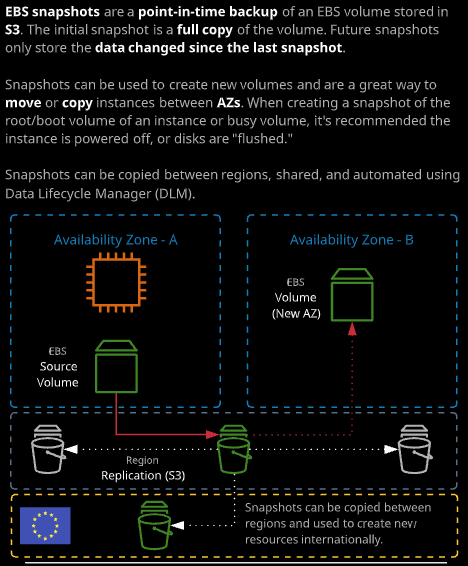 EBS snapshots are a point-in-time backup of an EBS volume stored in
S3. The initial snapshot is a full copy of the volume. Future snapshots
only store the data changed since the last snapshot.
Snapshots can be used to create new volumes and are a great way to
move or copy instances between AZs. When creating a snapshot of the
root/boot volume of an instance or busy volume, it's recommended the
instance is powered off, or disks are "flushed."
Snapshots can be copied between regions, shared, and automated using
Data Lifecycle Manager (DLM).
Availability Zone - A
Availability Zone - B
EBS
Volume
(New AZ)
EBS
Source
Volume
Region
Replication (S3)
Snapshots can be copied between
regions and used to create new
resources internationally.